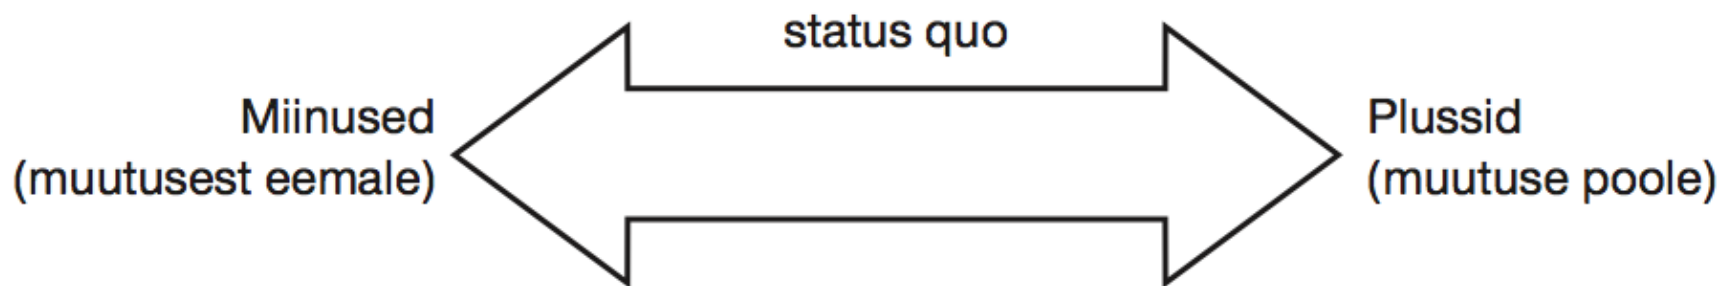 status quo
Miinused
(muutusest eemale)
Plussid
(muutuse poole)